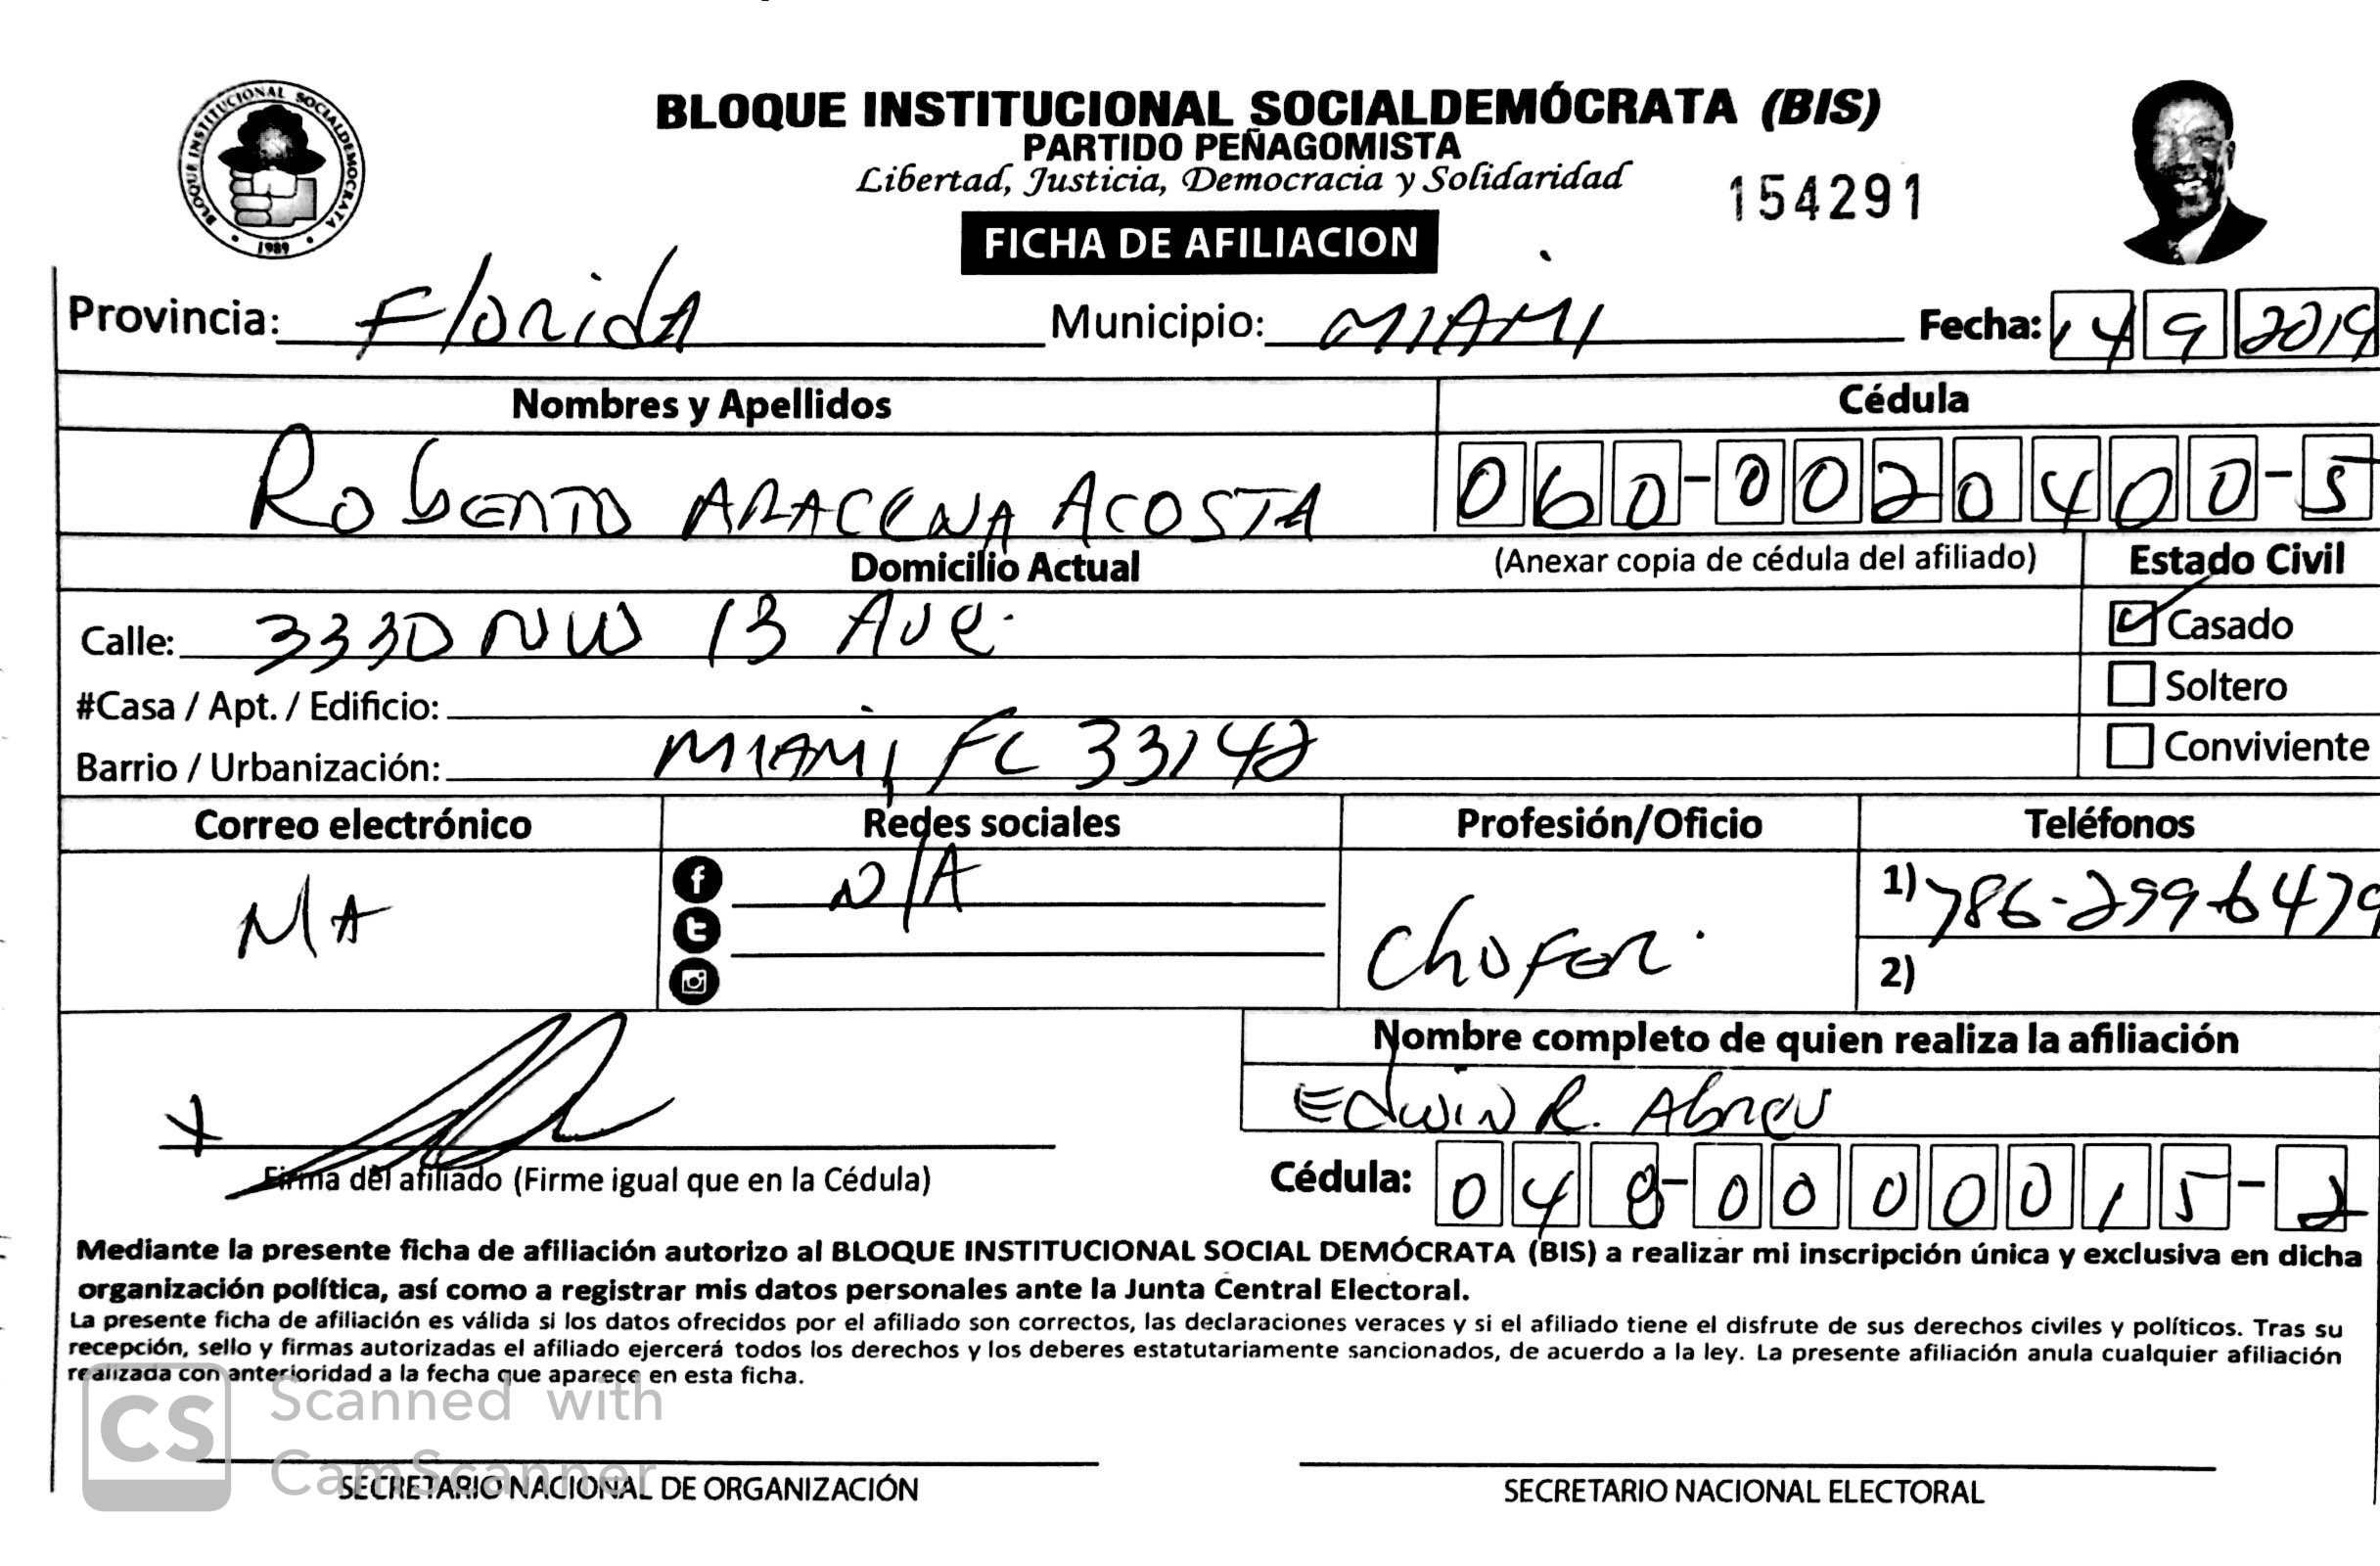 BLOQUE INSTITUCIONAL SOCIALDEMÓCRATA
1989
BLOQUE INSTITUCIONAL SOCIALDEMÓCRATA (BIS)
PARTIDO PEÑAGOMISTA
Libertad, Justicia, Democracia y Solidaridad
154291
FICHA DE AFILIACION
Provincia: Florida Municipio: MIAMI Fecha: 14 9 2019
Nombres y Apellidos Cédula
Roberto ARACENA ACOSTA 060-0020400-5
Domicilio Actual (Anexar copia de cédula del afiliado) Estado Civil
Calle: 3330 NW 13 Ave. Casado
#Casa / Apt. / Edificio: Soltero
Barrio / Urbanización: MIAMI, FL 33142 Conviviente
Correo electrónico Redes sociales Profesión/Oficio Teléfonos
NA N/A Chofer. 1) 786-299-6479
2)
Nombre completo de quien realiza la afiliación
Edwin R. Abreu
Firma del afiliado (Firme igual que en la Cédula) Cédula: 048-0000015-2
Mediante la presente ficha de afiliación autorizo al BLOQUE INSTITUCIONAL SOCIAL DEMÓCRATA (BIS) a realizar mi inscripción única y exclusiva en dicha
organización política, así como a registrar mis datos personales ante la Junta Central Electoral.
La presente ficha de afiliación es válida si los datos ofrecidos por el afiliado son correctos, las declaraciones veraces y si el afiliado tiene el disfrute de sus derechos civiles y políticos. Tras su
recepción, sello y firmas autorizadas el afiliado ejercerá todos los derechos y los deberes estatutariamente sancionados, de acuerdo a la ley. La presente afiliación anula cualquier afiliación
realizada con anterioridad a la fecha que aparece en esta ficha.
CS Scanned with
CamScanner
SECRETARIO NACIONAL DE ORGANIZACIÓN SECRETARIO NACIONAL ELECTORAL